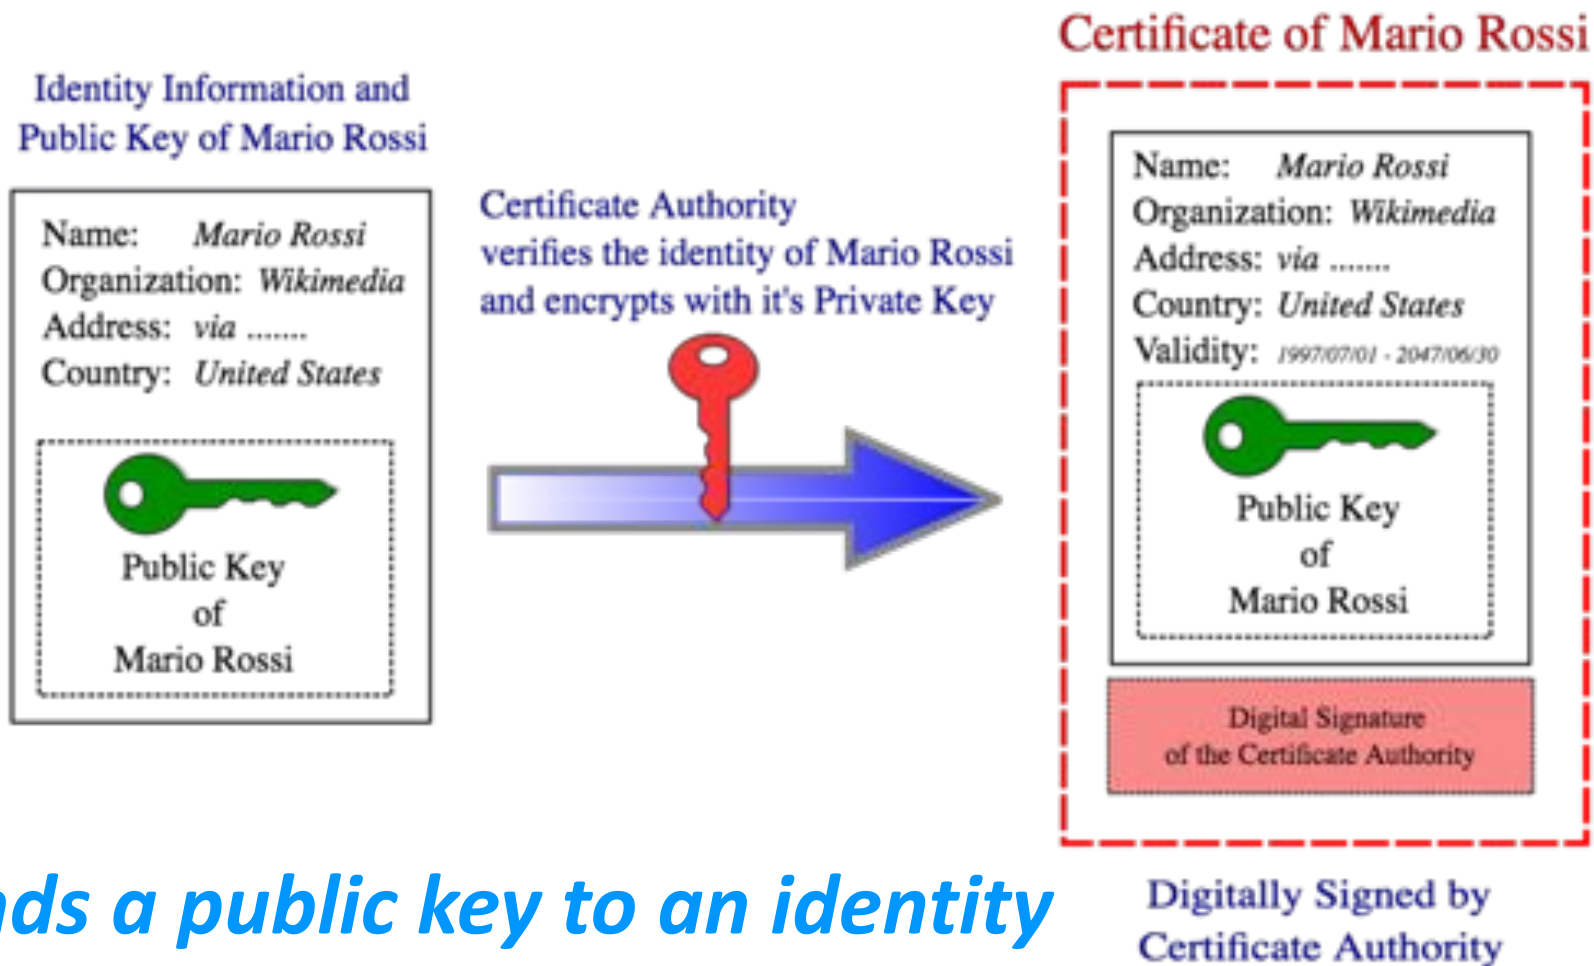 Identity Information and
Public Key of Mario Rossi
Name: Mario Rossi
Organization: Wikimedia
Address: via .......
Country: United States
Public Key
of
Mario Rossi
Certificate Authority
verifies the identity of Mario Rossi
and encrypts with it's Private Key
Certificate of Mario Rossi
Name: Mario Rossi
Organization: Wikimedia
Address: via .......
Country: United States
Validity: 1997/07/01 - 2047/06/30
Public Key
of
Mario Rossi
Digital Signature
of the Certificate Authority
Digitally Signed by
Certificate Authority
nds a public key to an identity